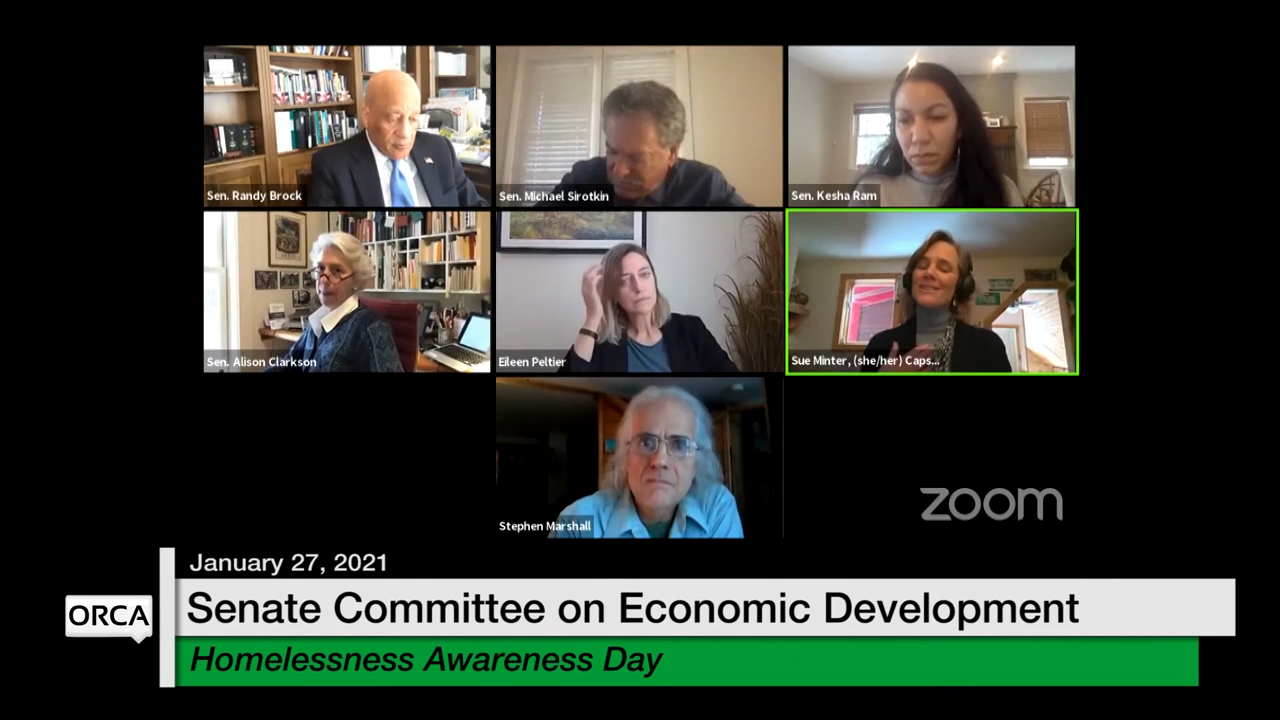 Sen. Randy Brock
Sen. Michael Sirotkin
Sen. Kesha Ram
Sen. Alison Clarkson
Eileen Peltier
Sue Minter, (she/her) Caps...
Stephen Marshall
zoom
January 27, 2021
ORCA
Senate Committee on Economic Development
Homelessness Awareness Day